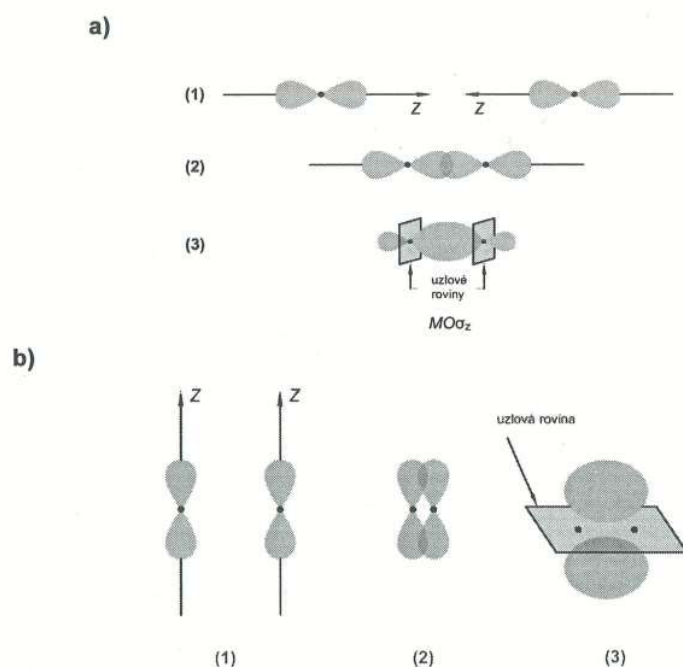 a)
(1)
Z
Z
(2)
(3)
uzlové
roviny
MOσz
b)
Z
Z
uzlová rovina
(1)
(2)
(3)